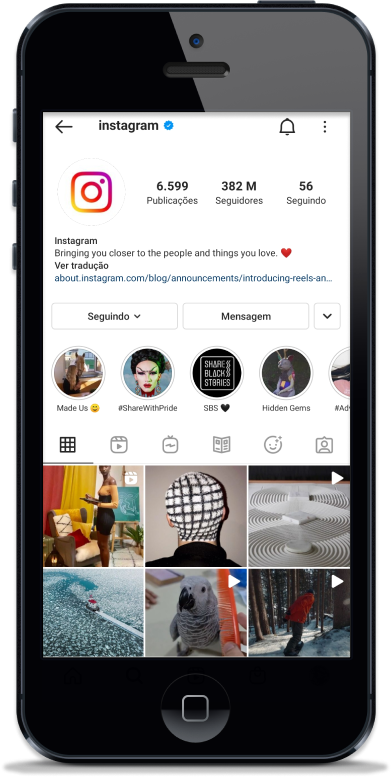 instagram
6.599 382 M 56
Publicações Seguidores Seguindo
Instagram
Bringing you closer to the people and things you love. ❤️
Ver tradução
about.instagram.com/blog/announcements/introducing-reels-an...
Seguindo Mensagem
SHARE
BLACK
STORIES
Made Us 😀 #ShareWithPride SBS 🖤 Hidden Gems #Adv